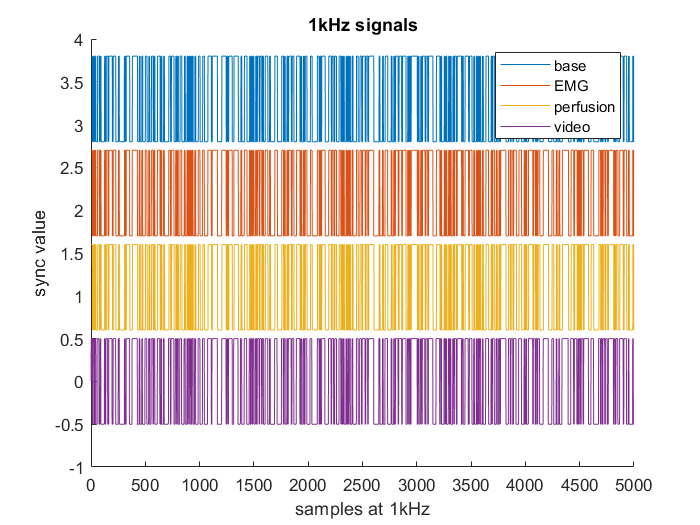 1kHz signals
4
3.5
3
2.5
2
1.5
1
0.5
0
-0.5
-1
sync value
base
EMG
perfusion
video
0 500 1000 1500 2000 2500 3000 3500 4000 4500 5000
samples at 1kHz